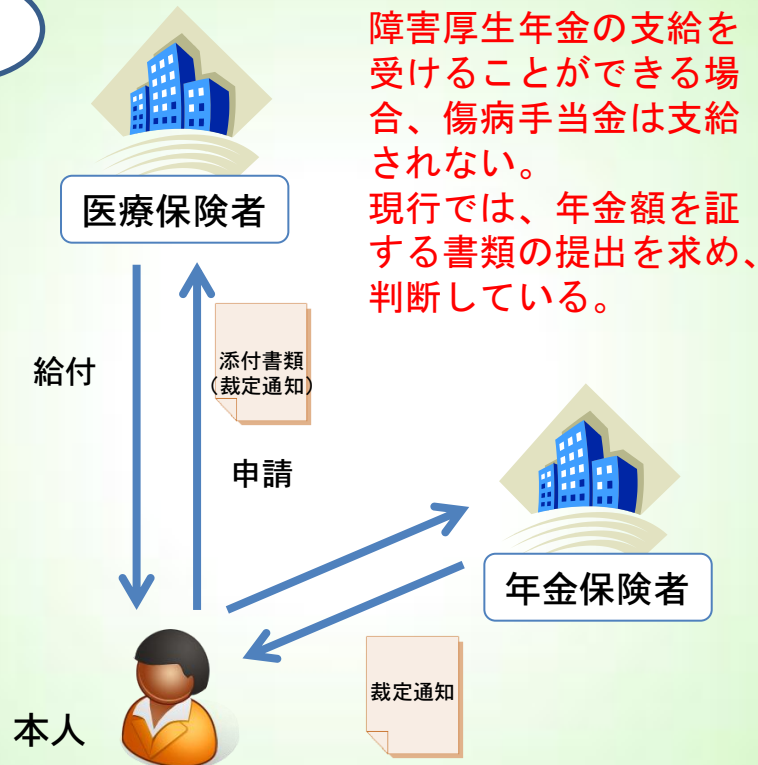 障害厚生年金の支給を
受けることができる場
合、傷病手当金は支給
されない。
現行では、年金額を証
する書類の提出を求め、
判断している。
医療保険者
給付
添付書類
（裁定通知）
申請
年金保険者
裁定通知
本人